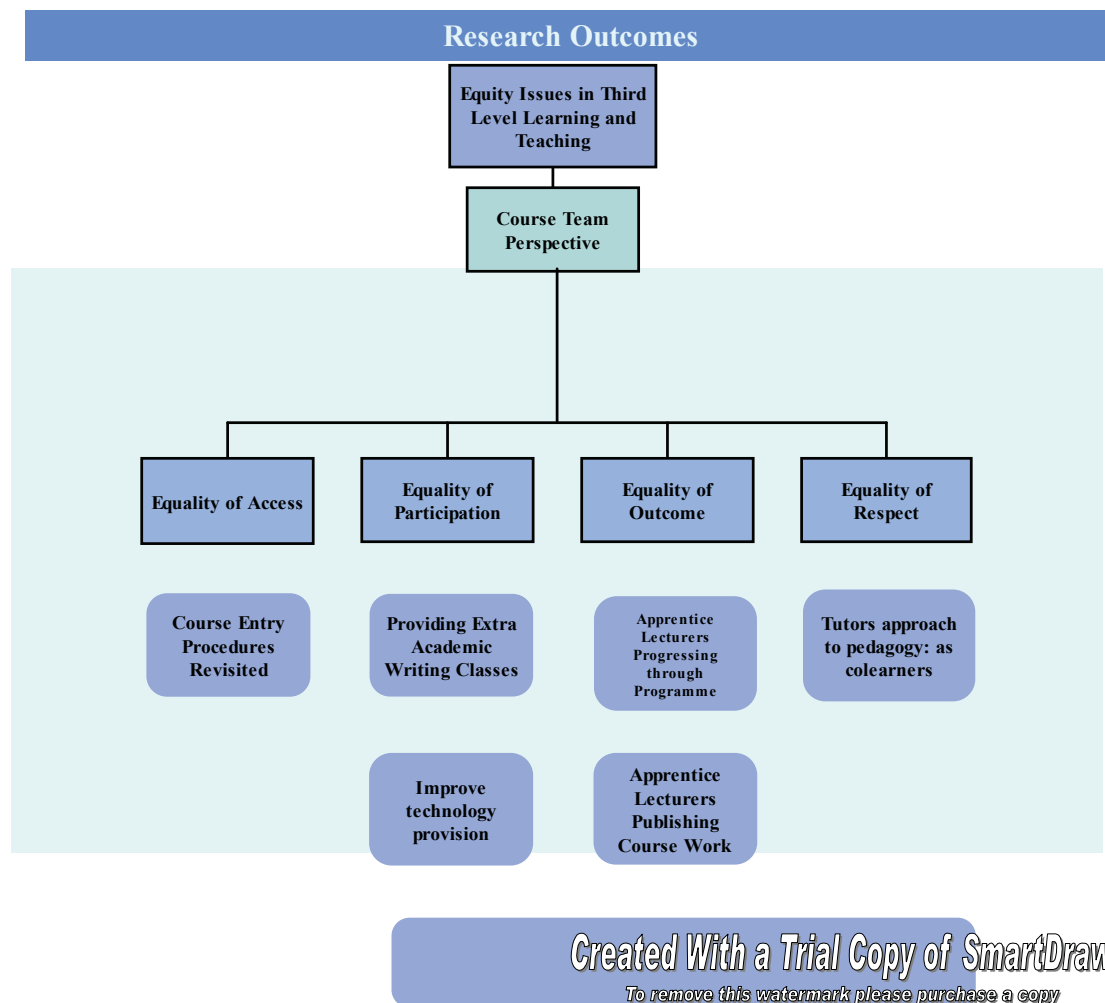 Research Outcomes
Equity Issues in Third
Level Learning and
Teaching
Course Team
Perspective
Equality of Access
Equality of
Participation
Equality of
Outcome
Equality of
Respect
Course Entry
Procedures
Revisited
Providing Extra
Academic
Writing Classes
Apprentice
Lecturers
Progressing
through
Programme
Tutors approach
to pedagogy: as
colearners
Improve
technology
provision
Apprentice
Lecturers
Publishing
Course Work
Created With a Trial Copy of SmartDraw
To remove this watermark please purchase a copy